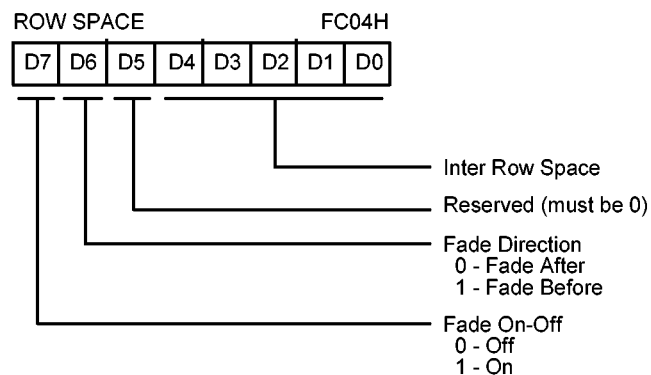 ROW SPACE FC04H
D7 D6 D5 D4 D3 D2 D1 D0
Inter Row Space
Reserved (must be 0)
Fade Direction
0 - Fade After
1 - Fade Before
Fade On-Off
0 - Off
1 - On